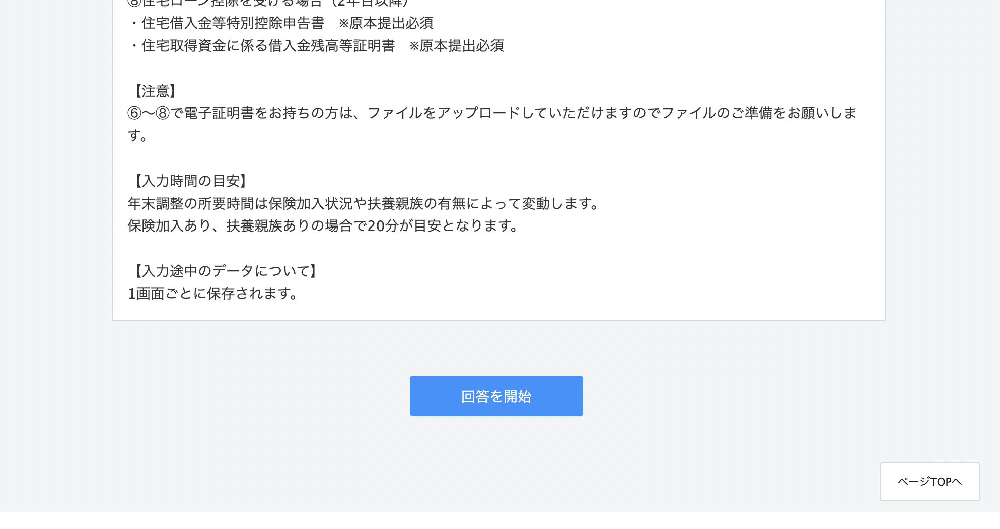 ⑧住宅ローン控除を受ける場合（2年目以降）
・住宅借入金等特別控除申告書　※原本提出必須
・住宅取得資金に係る借入金残高等証明書　※原本提出必須
【注意】
⑥〜⑧で電子証明書をお持ちの方は、ファイルをアップロードしていただけますのでファイルのご準備をお願いしま
す。
【入力時間の目安】
年末調整の所要時間は保険加入状況や扶養親族の有無によって変動します。
保険加入あり、扶養親族ありの場合で20分が目安となります。
【入力途中のデータについて】
1画面ごとに保存されます。
回答を開始
ページTOPへ